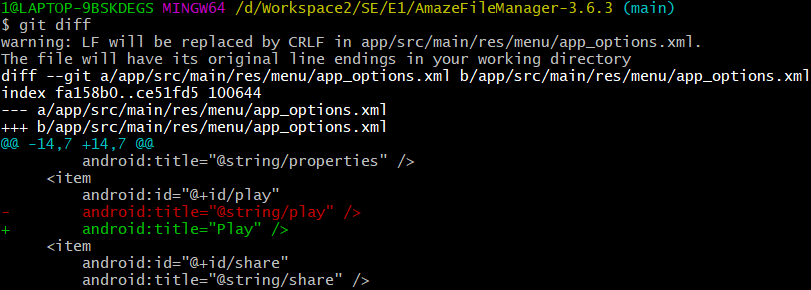 1@LAPTOP-9BSKDEGS MINGW64 /d/Workspace2/SE/E1/AmazeFileManager-3.6.3 (main)
$ git diff
warning: LF will be replaced by CRLF in app/src/main/res/menu/app_options.xml.
The file will have its original line endings in your working directory
diff --git a/app/src/main/res/menu/app_options.xml b/app/src/main/res/menu/app_options.xml
index fa158b0..ce51fd5 100644
--- a/app/src/main/res/menu/app_options.xml
+++ b/app/src/main/res/menu/app_options.xml
@@ -14,7 +14,7 @@
         android:title="@string/properties" />
     <item
         android:id="@+id/play"
-        android:title="@string/play" />
+        android:title="Play" />
     <item
         android:id="@+id/share"
         android:title="@string/share" />